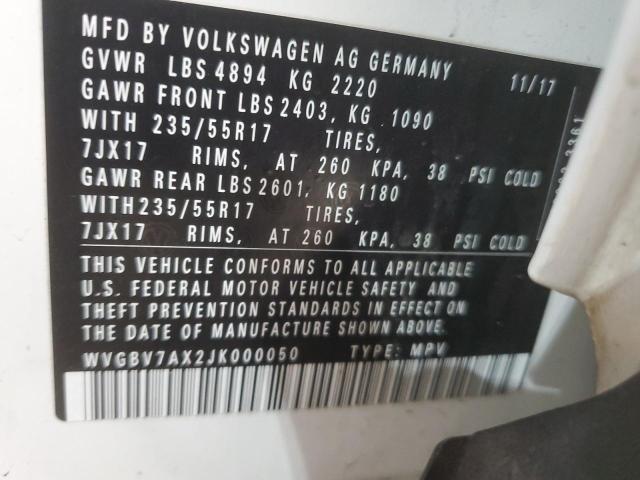 MFD BY VOLKSWAGEN AG GERMANY
GVWR LBS 4894 KG 2220 11/17
GAWR FRONT LBS 2403, KG 1090
WITH 235/55R17 TIRES,
7JX17 RIMS, AT 260 KPA, 38 PSI COLD
GAWR REAR LBS 2601, KG 1180
WITH 235/55R17 TIRES,
7JX17 RIMS, AT 260 KPA, 38 PSI COLD
THIS VEHICLE CONFORMS TO ALL APPLICABLE
U.S. FEDERAL MOTOR VEHICLE SAFETY AND
THEFT PREVENTION STANDARDS IN EFFECT ON
THE DATE OF MANUFACTURE SHOWN ABOVE.
WVGBV7AX2JK000050 TYPE: MPV